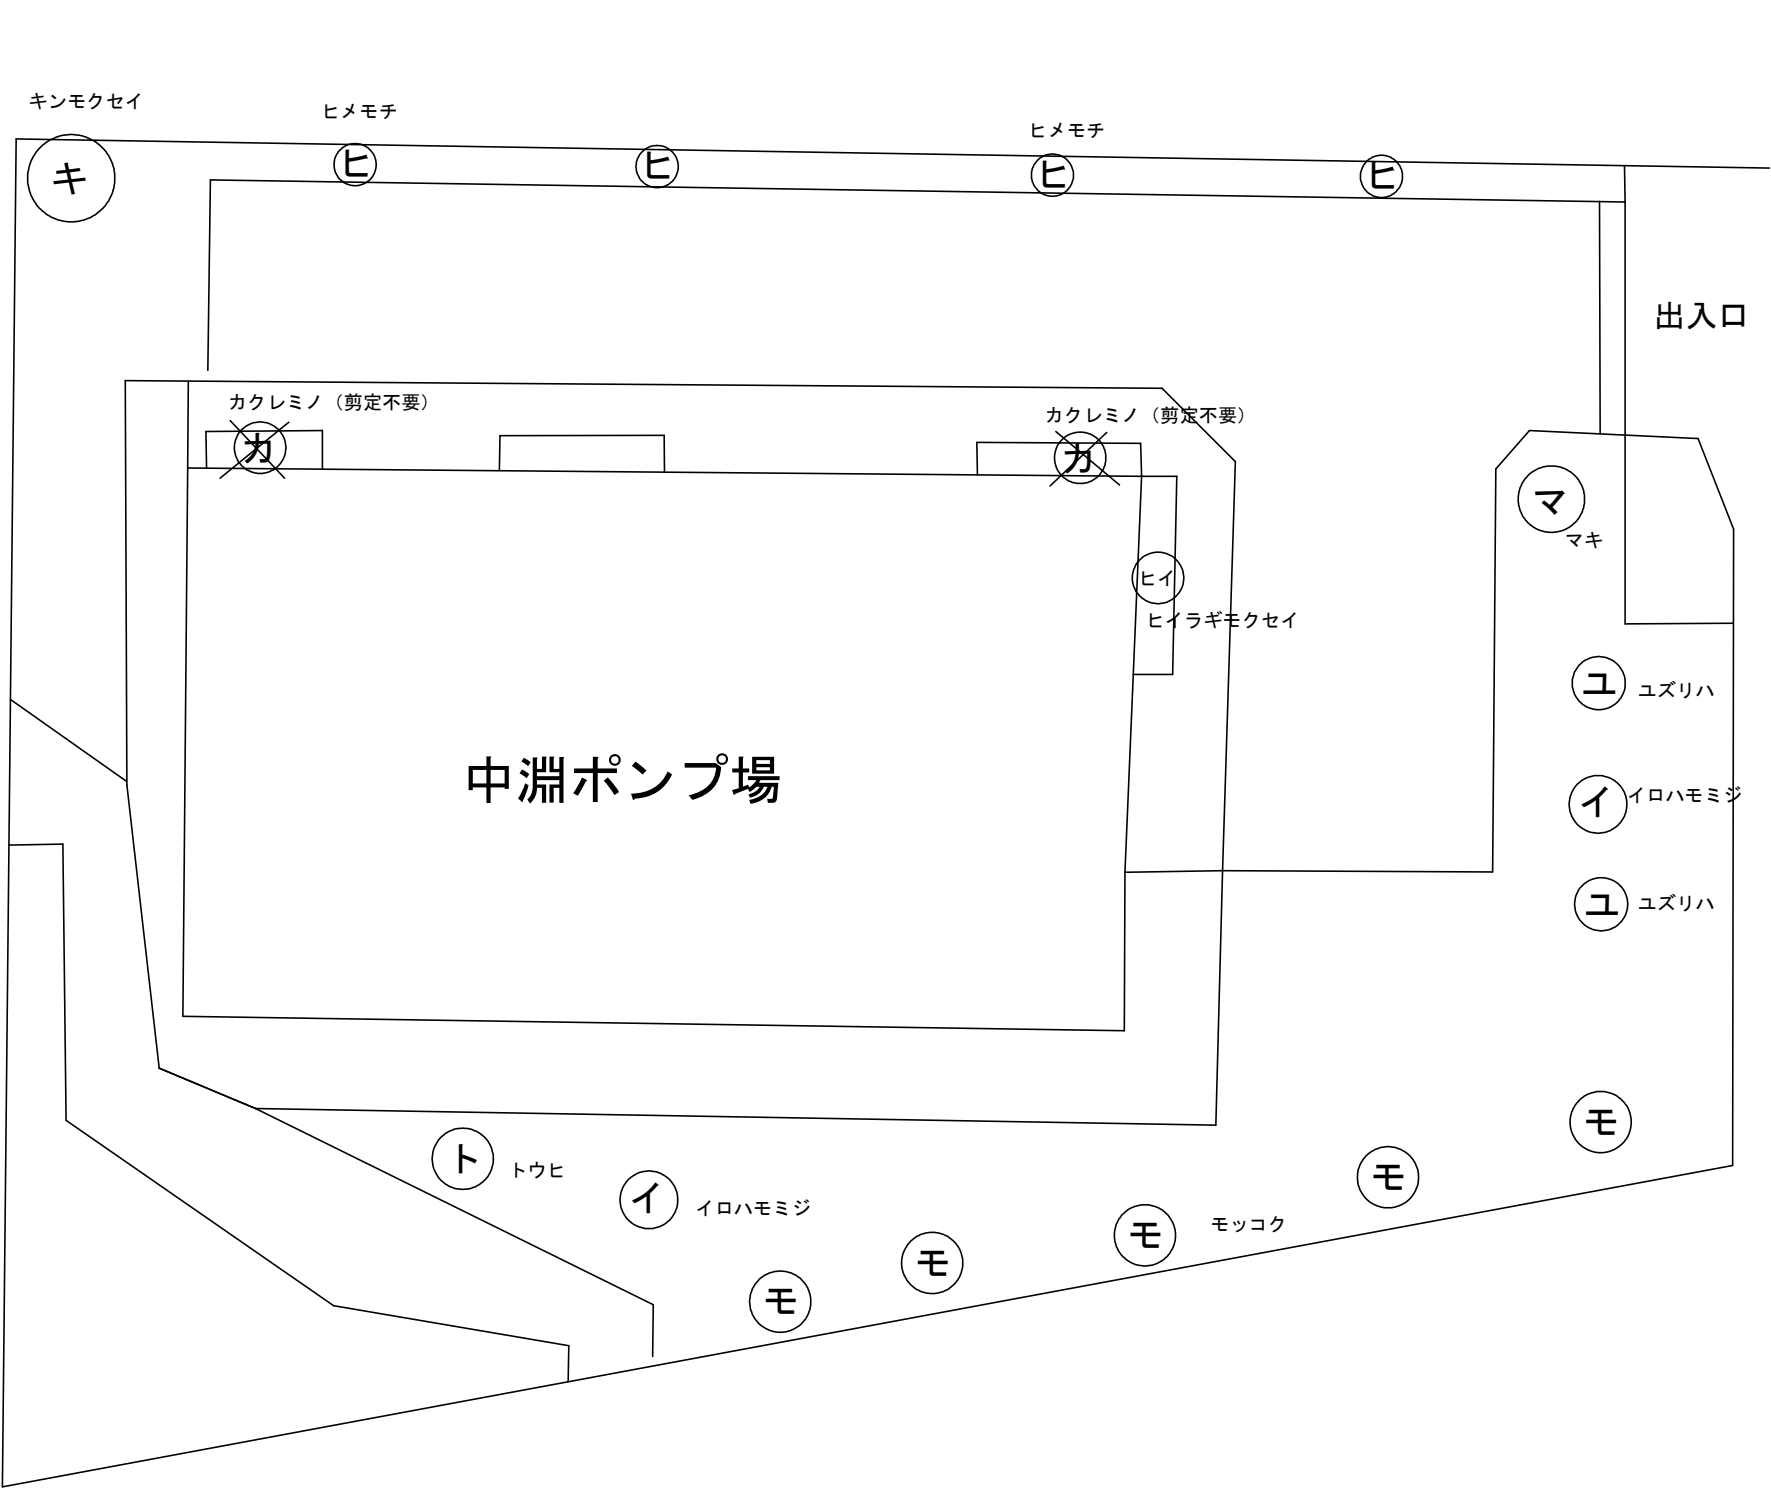 キンモクセイ
ヒメモチ
ヒメモチ
キ
ヒ
ヒ
ヒ
ヒ
出入口
カクレミノ（剪定不要）
カクレミノ（剪定不要）
カ
カ
マ
マキ
ヒイ
ヒイラギモクセイ
ユ
ユズリハ
中淵ポンプ場
イ
イロハモミジ
ユ
ユズリハ
モ
ト
トウヒ
モ
イ
イロハモミジ
モ
モッコク
モ
モ